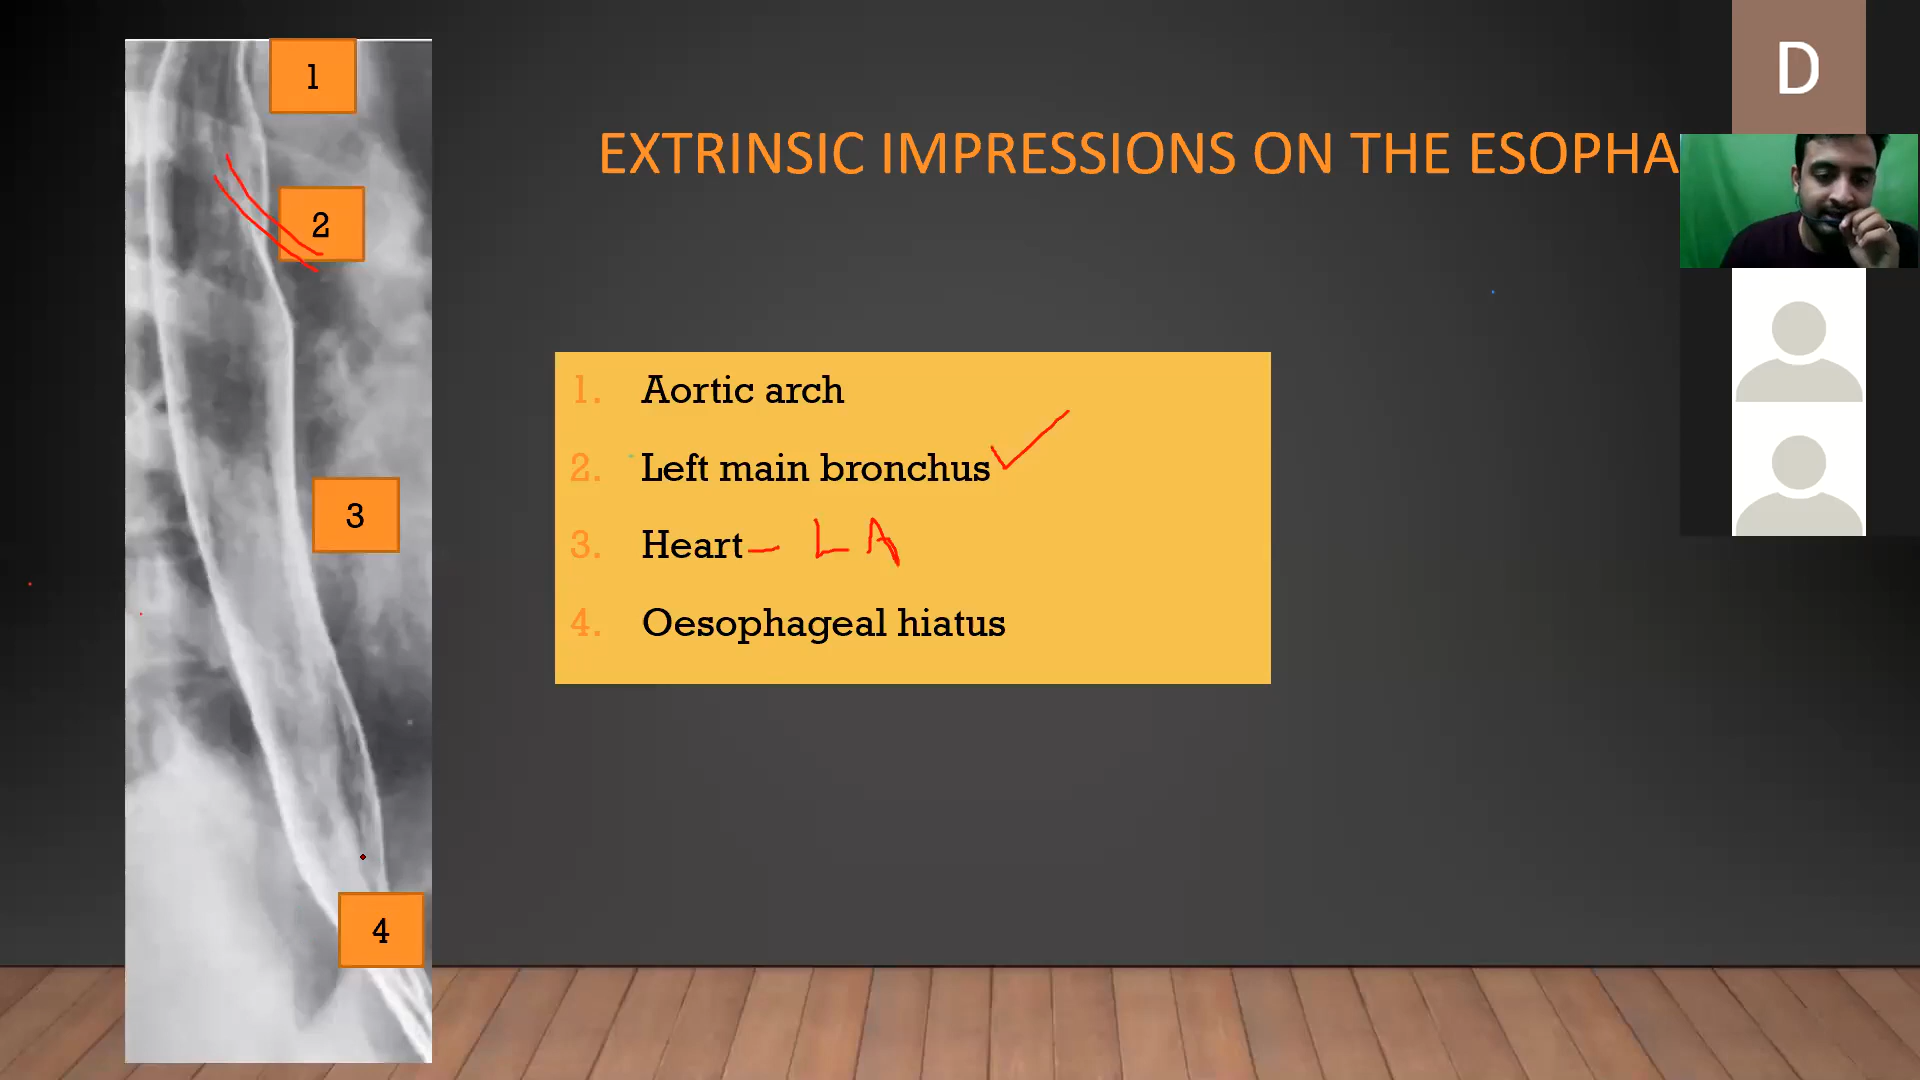 1
D
EXTRINSIC IMPRESSIONS ON THE ESOPHA
2
1. Aortic arch
2. Left main bronchus
3
3. Heart – LA
4. Oesophageal hiatus
4